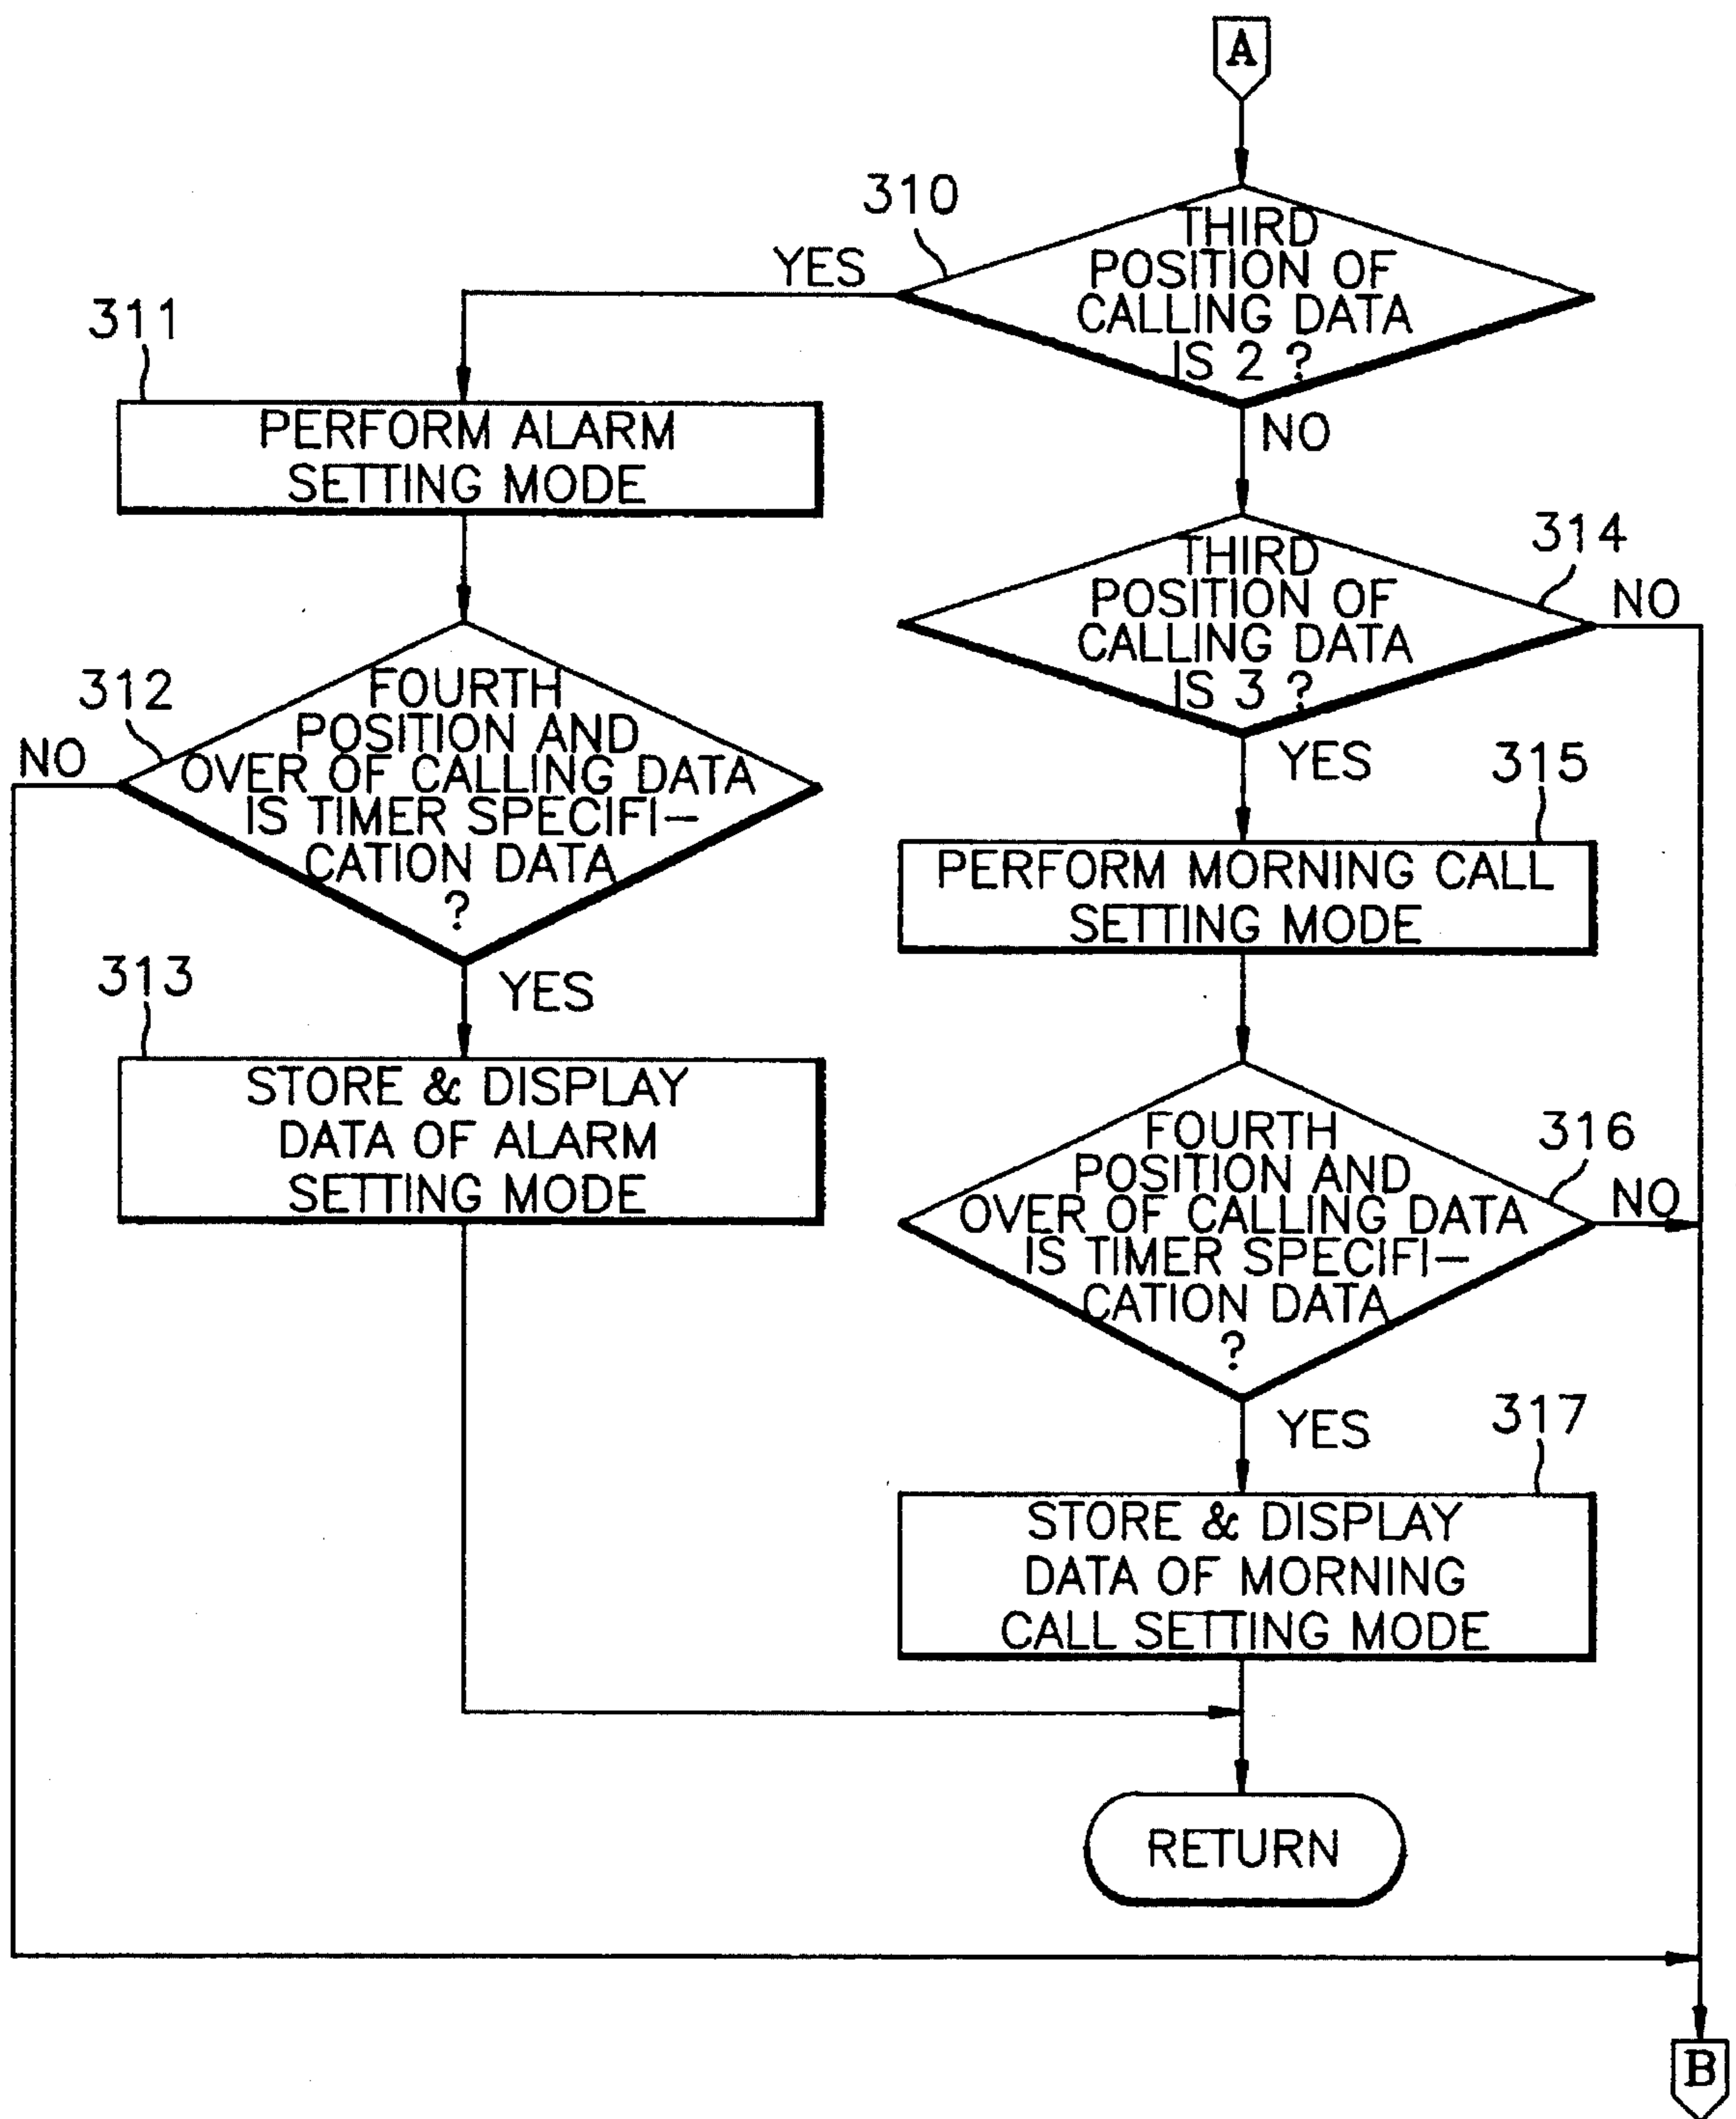 A
310
THIRD
POSITION OF
CALLING DATA
IS 2 ?
YES
NO
311
PERFORM ALARM
SETTING MODE
314
THIRD
POSITION OF
CALLING DATA
IS 3 ?
NO
YES
312
FOURTH
POSITION AND
OVER OF CALLING DATA
IS TIMER SPECIFI-
CATION DATA
?
NO
YES
315
PERFORM MORNING CALL
SETTING MODE
313
STORE & DISPLAY
DATA OF ALARM
SETTING MODE
316
FOURTH
POSITION AND
OVER OF CALLING DATA
IS TIMER SPECIFI-
CATION DATA
?
NO
YES
317
STORE & DISPLAY
DATA OF MORNING
CALL SETTING MODE
RETURN
B